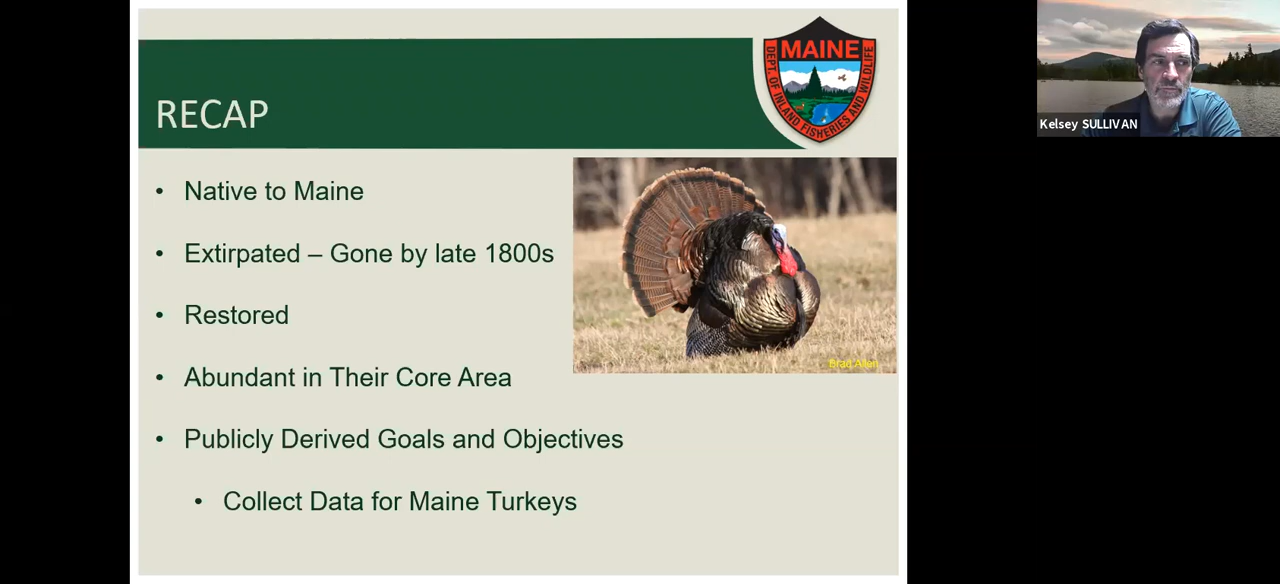 RECAP
MAINE
DEPT. OF INLAND FISHERIES AND WILDLIFE
• Native to Maine
• Extirpated – Gone by late 1800s
• Restored
• Abundant in Their Core Area
• Publicly Derived Goals and Objectives
• Collect Data for Maine Turkeys
Brad Allen
Kelsey SULLIVAN